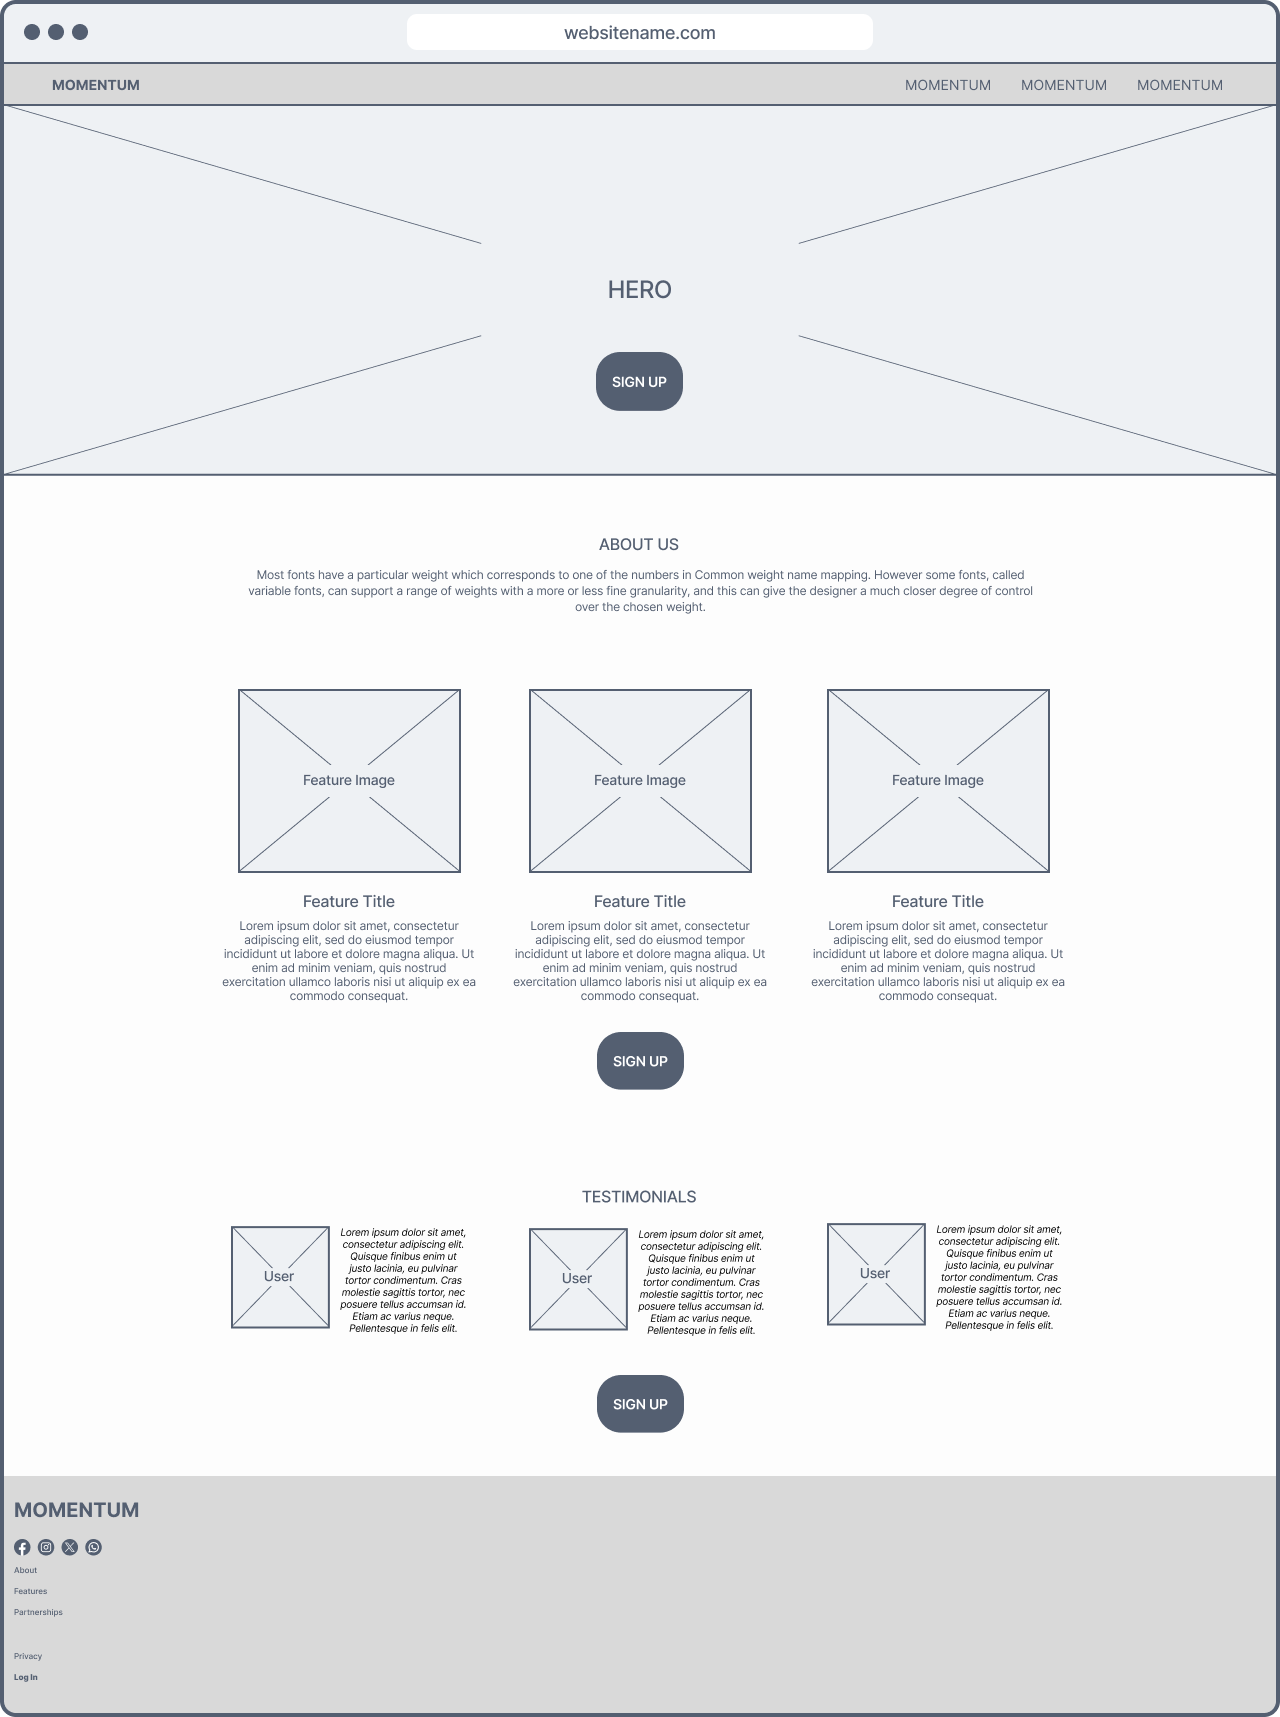 websitename.com
MOMENTUM
MOMENTUM MOMENTUM MOMENTUM
HERO
SIGN UP
ABOUT US
Most fonts have a particular weight which corresponds to one of the numbers in Common weight name mapping. However some fonts, called
variable fonts, can support a range of weights with a more or less fine granularity, and this can give the designer a much closer degree of control
over the chosen weight.
Feature Image
Feature Title
Lorem ipsum dolor sit amet, consectetur
adipiscing elit, sed do eiusmod tempor
incididunt ut labore et dolore magna aliqua. Ut
enim ad minim veniam, quis nostrud
exercitation ullamco laboris nisi ut aliquip ex ea
commodo consequat.
Feature Image
Feature Title
Lorem ipsum dolor sit amet, consectetur
adipiscing elit, sed do eiusmod tempor
incididunt ut labore et dolore magna aliqua. Ut
enim ad minim veniam, quis nostrud
exercitation ullamco laboris nisi ut aliquip ex ea
commodo consequat.
Feature Image
Feature Title
Lorem ipsum dolor sit amet, consectetur
adipiscing elit, sed do eiusmod tempor
incididunt ut labore et dolore magna aliqua. Ut
enim ad minim veniam, quis nostrud
exercitation ullamco laboris nisi ut aliquip ex ea
commodo consequat.
SIGN UP
TESTIMONIALS
User
Lorem ipsum dolor sit amet,
consectetur adipiscing elit.
Quisque finibus enim ut
justo lacinia, eu pulvinar
tortor condimentum. Cras
molestie sagittis tortor, nec
posuere tellus accumsan id.
Etiam ac varius neque.
Pellentesque in felis elit.
User
Lorem ipsum dolor sit amet,
consectetur adipiscing elit.
Quisque finibus enim ut
justo lacinia, eu pulvinar
tortor condimentum. Cras
molestie sagittis tortor, nec
posuere tellus accumsan id.
Etiam ac varius neque.
Pellentesque in felis elit.
User
Lorem ipsum dolor sit amet,
consectetur adipiscing elit.
Quisque finibus enim ut
justo lacinia, eu pulvinar
tortor condimentum. Cras
molestie sagittis tortor, nec
posuere tellus accumsan id.
Etiam ac varius neque.
Pellentesque in felis elit.
SIGN UP
MOMENTUM
About
Features
Partnerships
Privacy
Log In